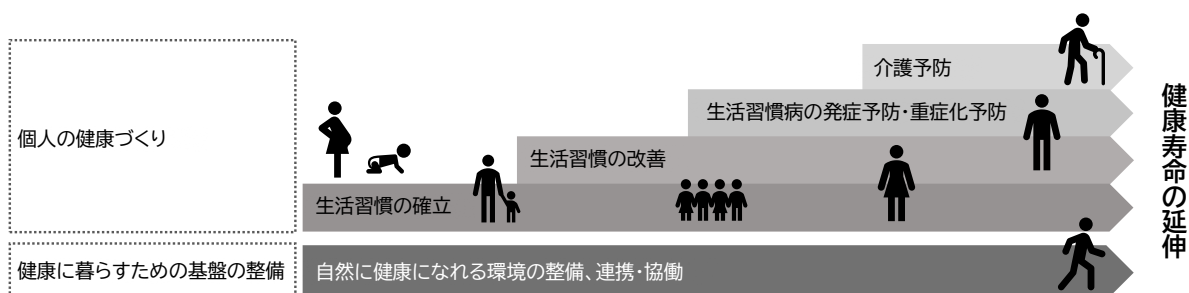 介護予防
生活習慣病の発症予防・重症化予防
個人の健康づくり
生活習慣の改善
生活習慣の確立
健康に暮らすための基盤の整備
自然に健康になれる環境の整備、連携・協働
健康寿命の延伸